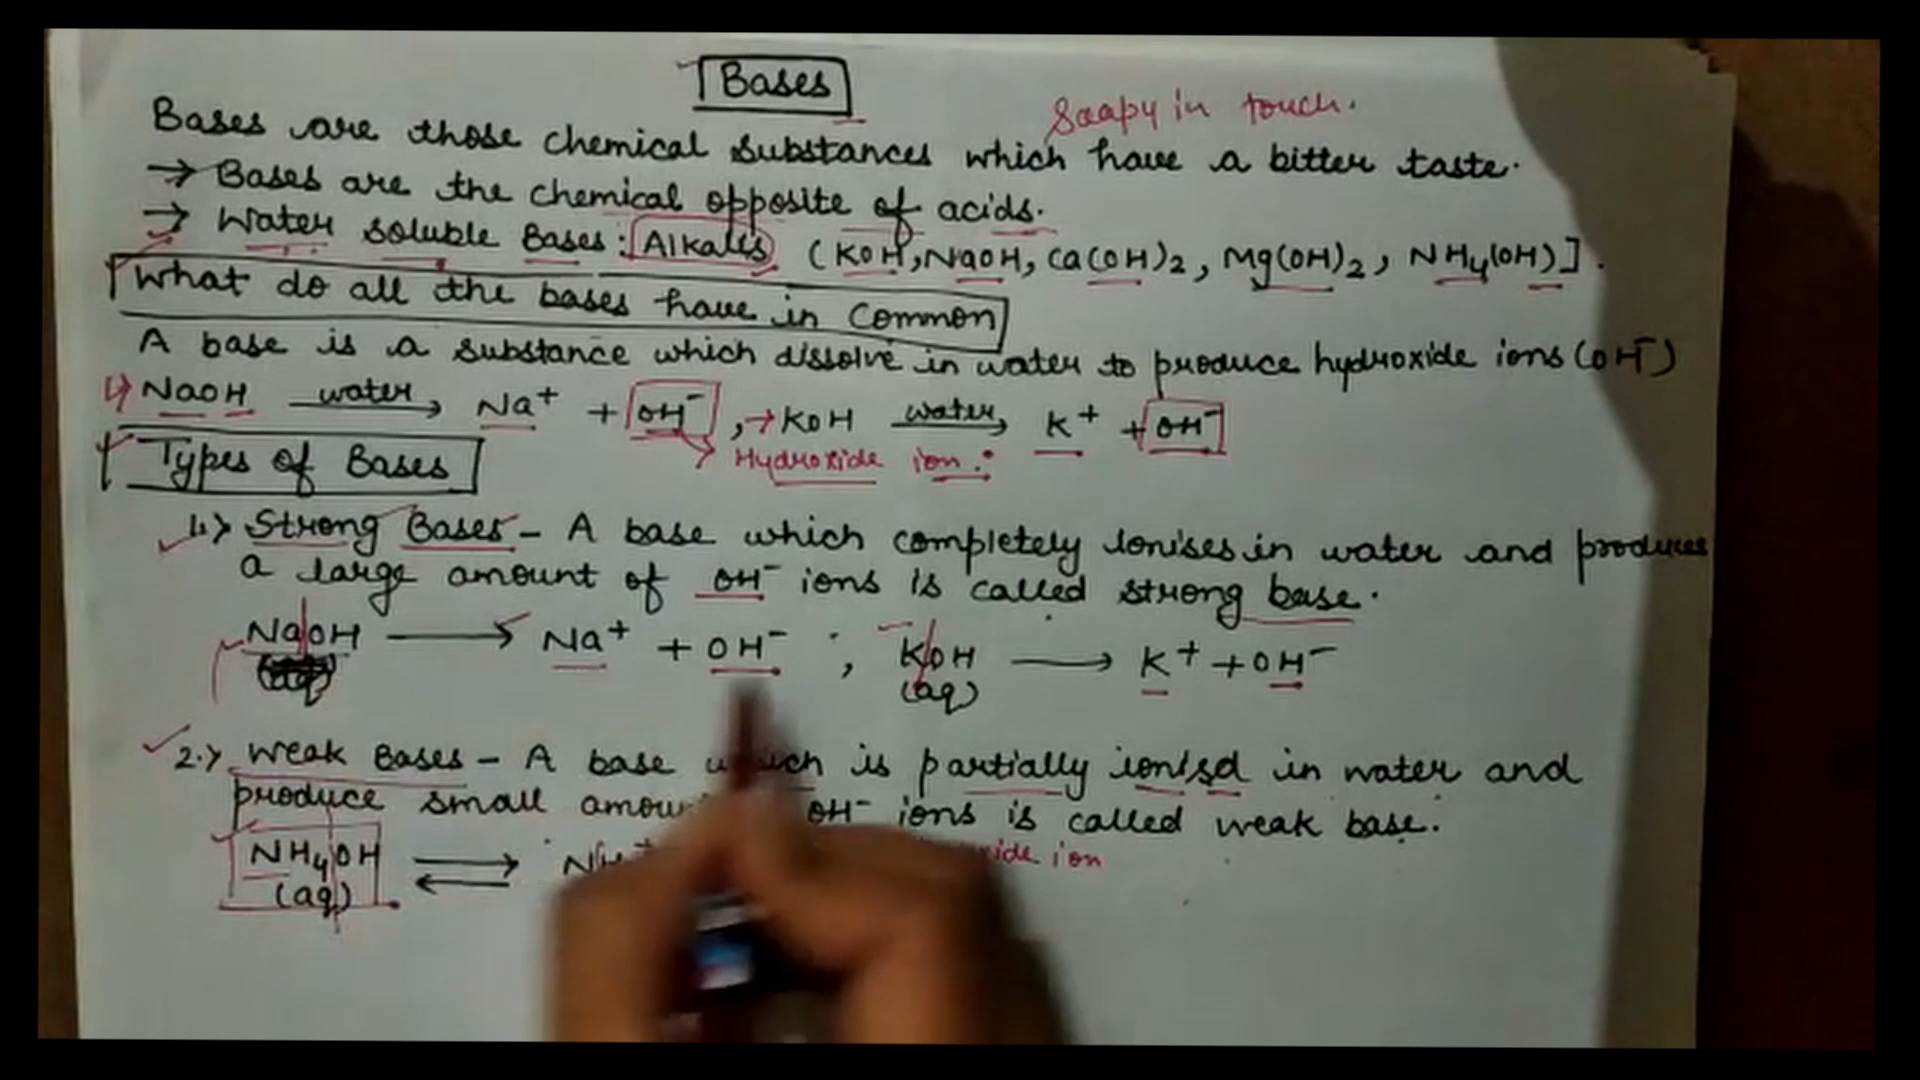 Bases
Saapy in touch.
Bases are those chemical substances which have a bitter taste.
→ Bases are the chemical opposite of acids.
→ Water soluble Bases : Alkalis (KOH, NaOH, Ca(OH)2, Mg(OH)2, NH4(OH)].
What do all the bases have in Common
A base is a substance which dissolve in water to produce hydroxide ions (OH-)
NaOH water→ Na+ + OH- , → KOH water→ K+ + OH-
Hydroxide ion.
Types of Bases
1.) Strong Bases - A base which completely ionises in water and produces
a large amount of OH- ions is called strong base.
NaOH → Na+ + OH- ; KOH → K+ + OH-
(aq) (aq)
2.) Weak Bases - A base which is partially ionisd in water and
produce small OH- ions is called weak base.
NH4OH ⇌
(aq)
ion